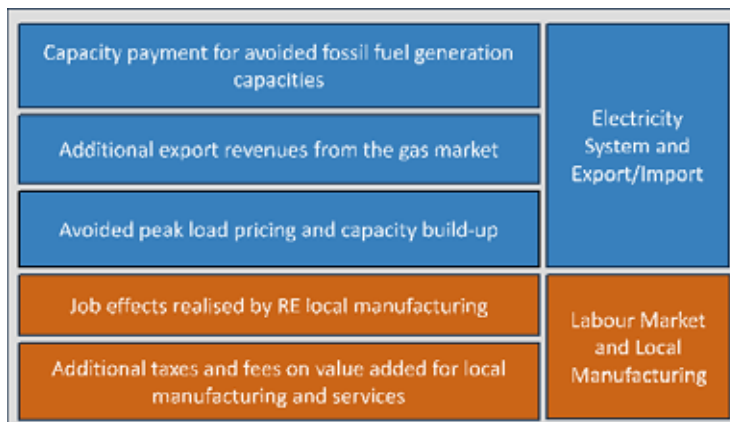 Capacity payment for avoided fossil fuel generation
capacities
Additional export revenues from the gas market
Avoided peak load pricing and capacity build-up
Electricity
System and
Export/Import
Job effects realised by RE local manufacturing
Additional taxes and fees on value added for local
manufacturing and services
Labour Market
and Local
Manufacturing